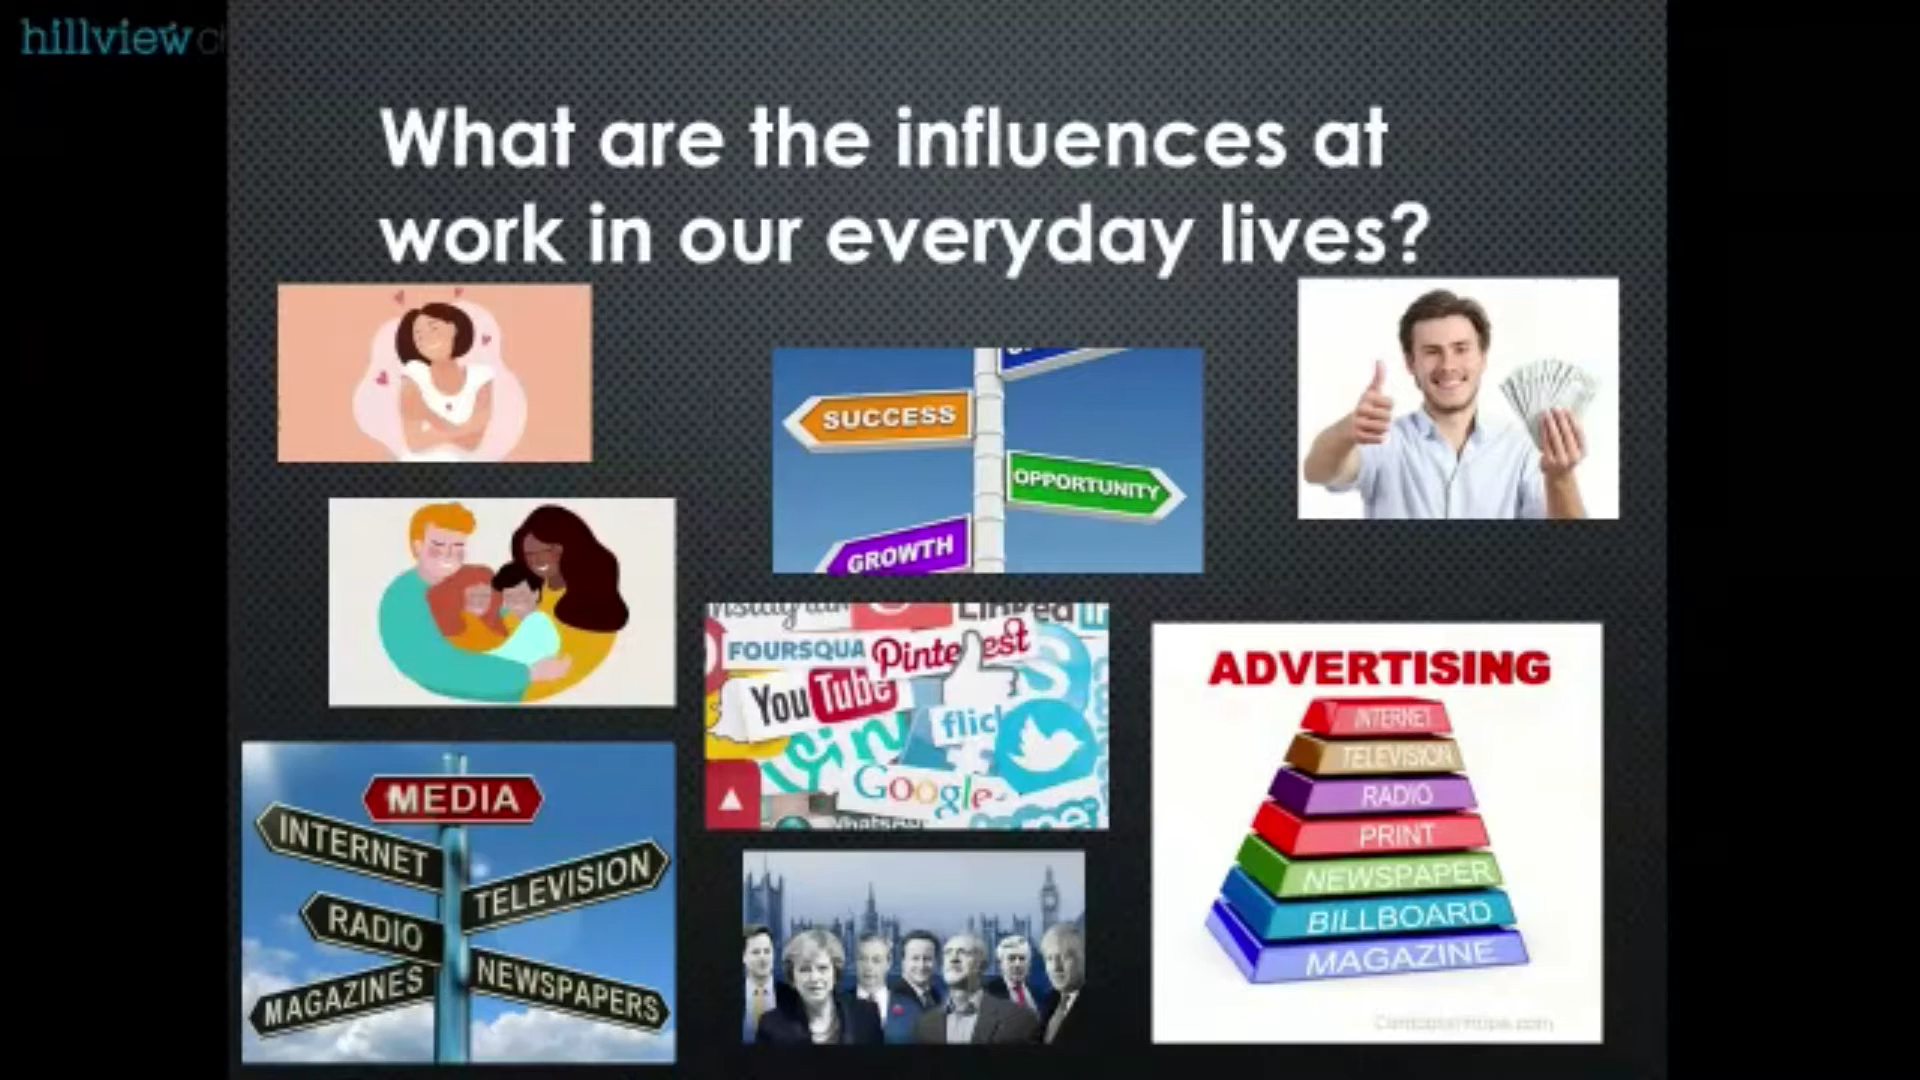 hillview
What are the influences at
work in our everyday lives?
SUCCESS
OPPORTUNITY
GROWTH
FOURSQUA
Pinterest
YouTube
flic
Google
MEDIA
INTERNET
TELEVISION
RADIO
NEWSPAPERS
MAGAZINES
ADVERTISING
INTERNET
TELEVISION
RADIO
PRINT
NEWSPAPER
BILLBOARD
MAGAZINE